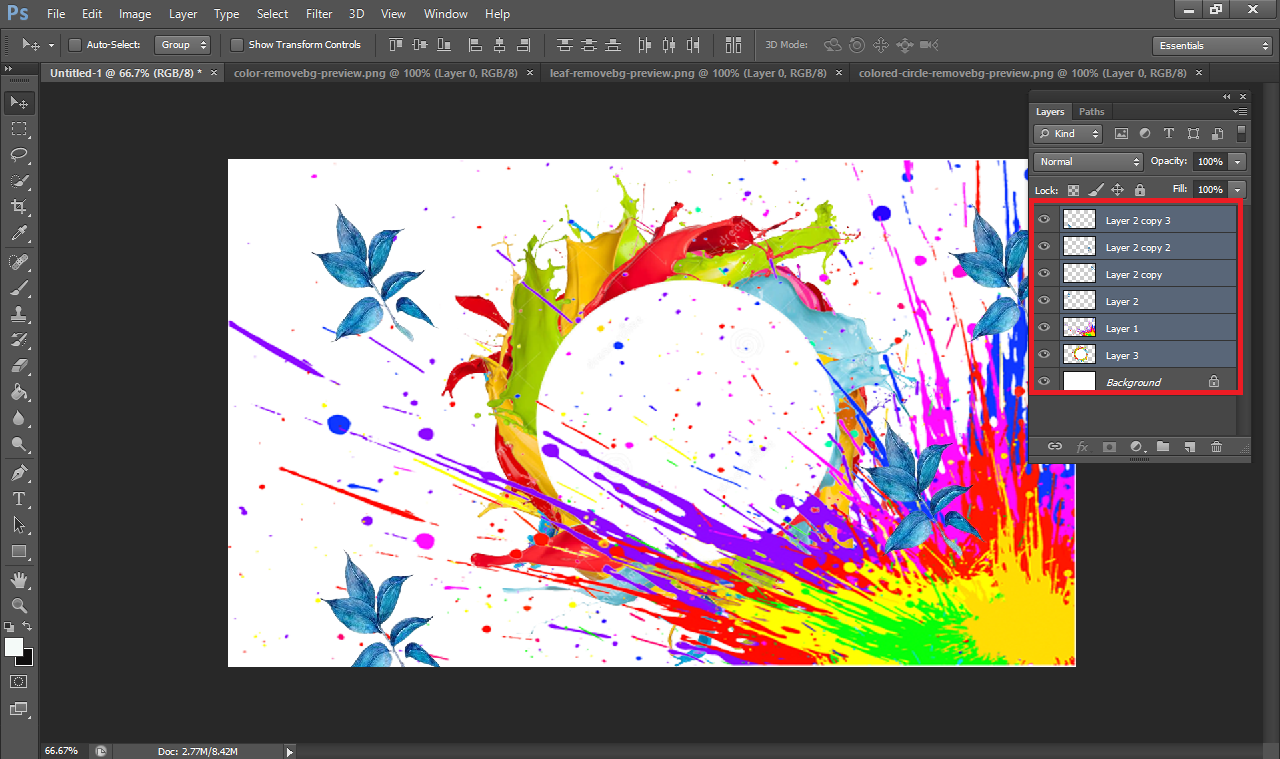 Ps File Edit Image Layer Type Select Filter 3D View Window Help
Auto-Select: Group Show Transform Controls 3D Mode: Essentials
Untitled-1 @ 66.7% (RGB/8) * × color-removebg-preview.png @ 100% (Layer 0, RGB/8) × leaf-removebg-preview.png @ 100% (Layer 0, RGB/8) × colored-circle-removebg-preview.png @ 100% (Layer 0, RGB/8) ×
Layers Paths
Kind
Normal Opacity: 100%
Lock: Fill: 100%
Layer 2 copy 3
Layer 2 copy 2
Layer 2 copy
Layer 2
Layer 1
Layer 3
Background
fx
66.67% Doc: 2.77M/8.42M